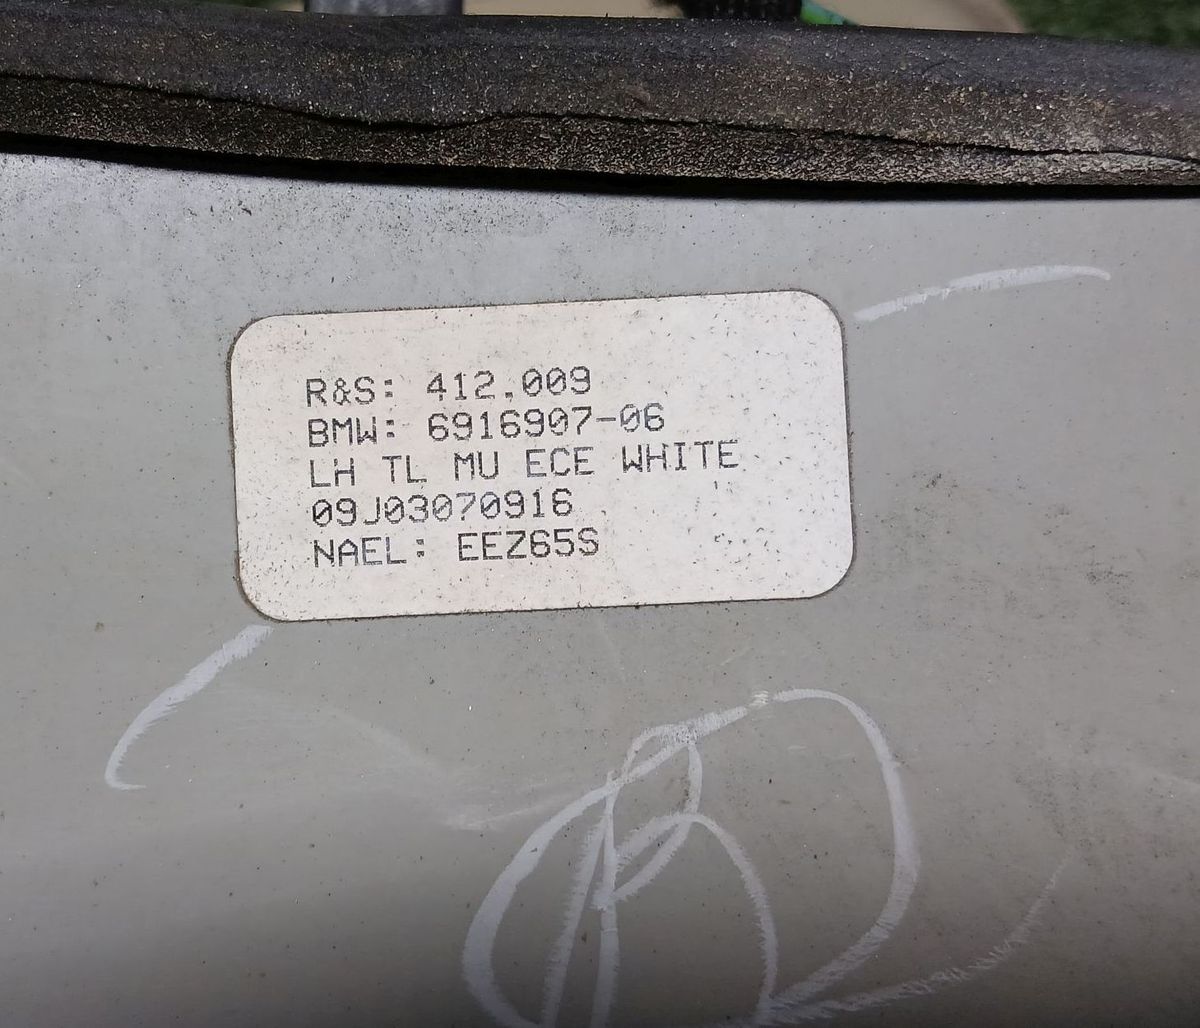 R&S: 412.009
BMW: 6916907-06
LH TL MU ECE WHITE
09J03070916
NAEL: EEZ65S